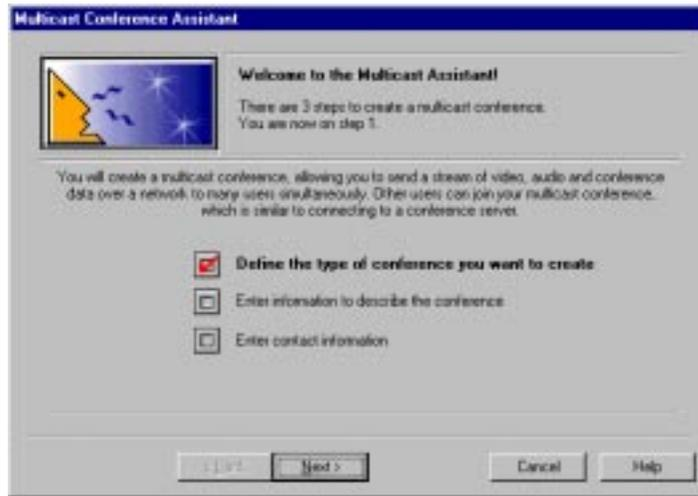 Multicast Conference Assistant
Welcome to the Multicast Assistant!
There are 3 steps to create a multicast conference.
You are now on step 1.
You will create a multicast conference, allowing you to send a stream of video, audio and conference
data over a network to many users simultaneously. Other users can join your multicast conference,
which is similar to connecting to a conference server.
Define the type of conference you want to create
Enter information to describe the conference
Enter contact information
Next >
Cancel
Help